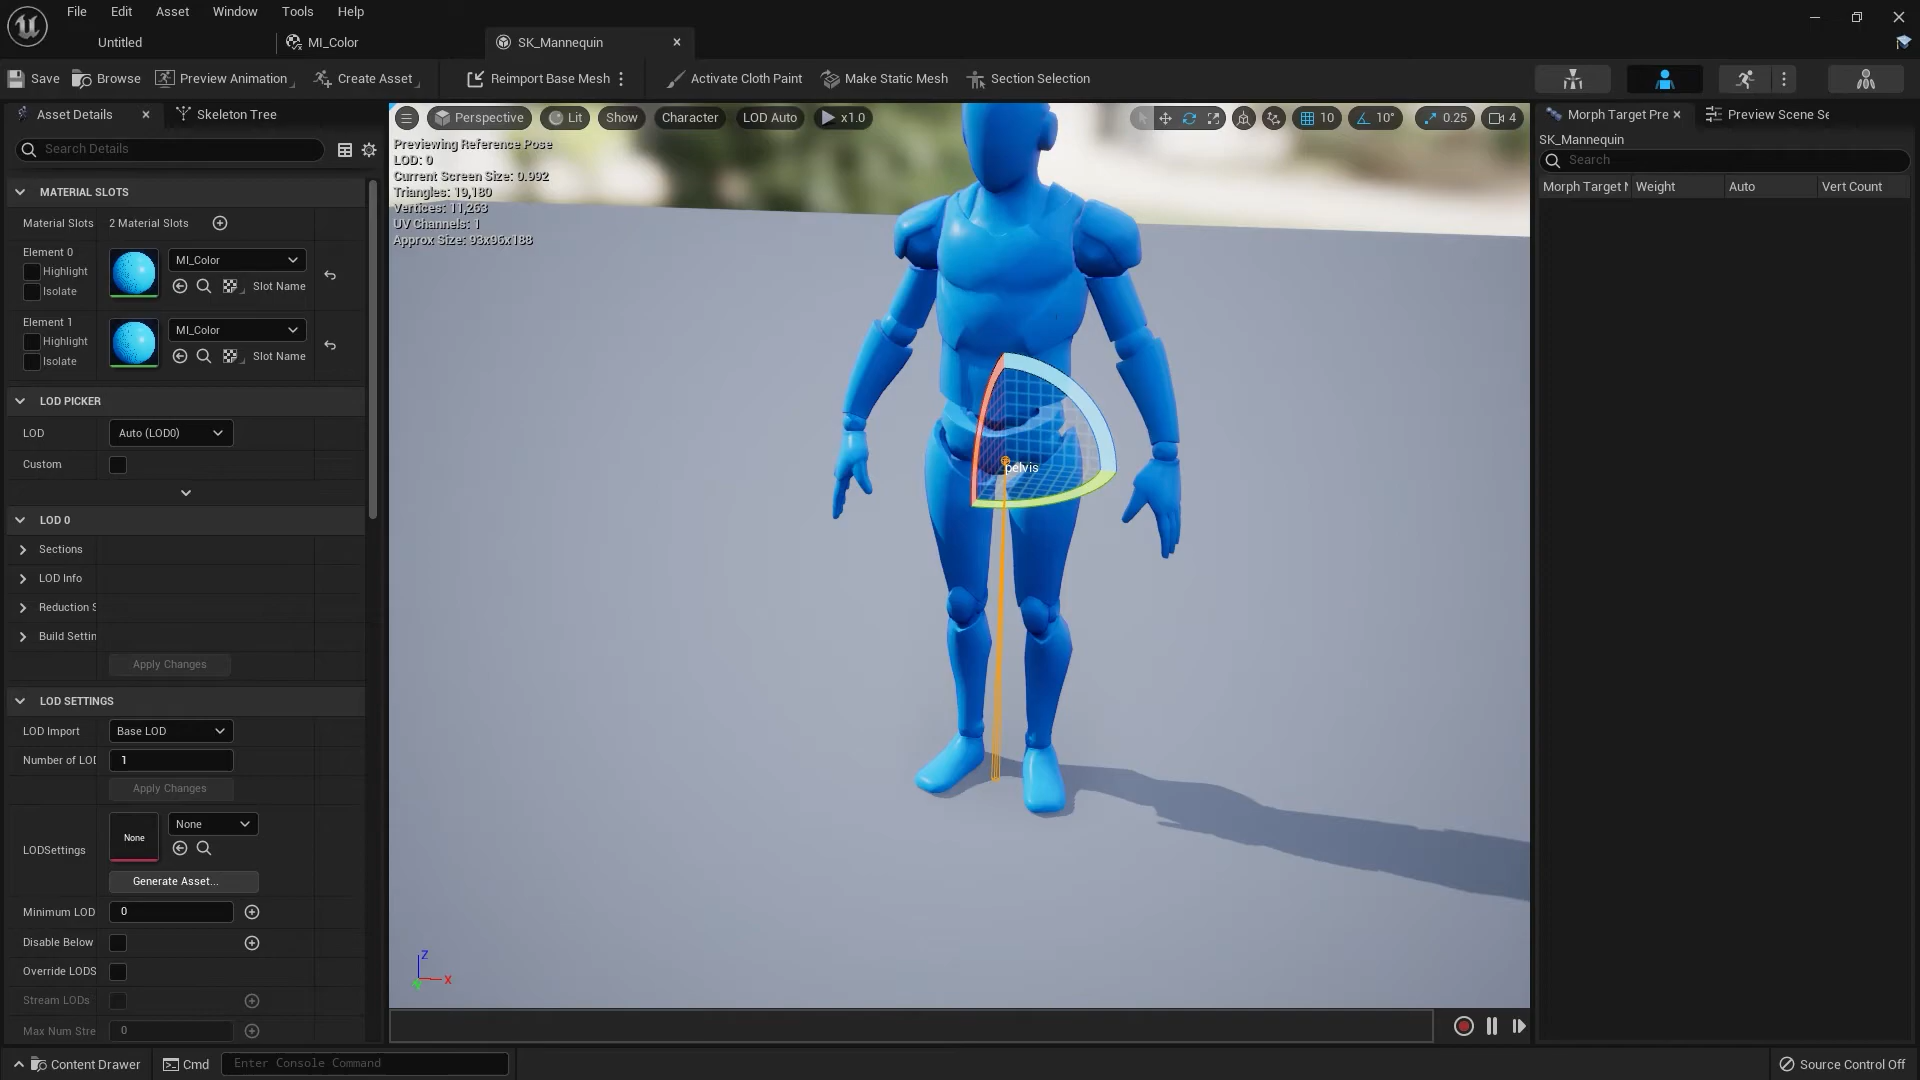 File Edit Asset Window Tools Help
Untitled MI_Color SK_Mannequin
Save Browse Preview Animation Create Asset Reimport Base Mesh Activate Cloth Paint Make Static Mesh Section Selection
Asset Details Skeleton Tree
Search Details
MATERIAL SLOTS
Material Slots 2 Material Slots
Element 0
Highlight
Isolate
MI_Color
Slot Name
Element 1
Highlight
Isolate
MI_Color
Slot Name
LOD PICKER
LOD Auto (LOD0)
Custom
LOD 0
Sections
LOD Info
Reduction S
Build Settin
Apply Changes
LOD SETTINGS
LOD Import Base LOD
Number of LOD 1
Apply Changes
LODSettings None None
Generate Asset...
Minimum LOD 0
Disable Below
Override LODS
Stream LODs
Max Num Stre 0
Perspective Lit Show Character LOD Auto x1.0 10 10° 0.25 4
Previewing Reference Pose
LOD: 0
Current Screen Size: 0.992
Triangles: 19,180
Vertices: 11,263
UV Channels: 1
Approx Size: 93x96x188
pelvis
Z
X
Morph Target Pre Preview Scene Se
SK_Mannequin
Search
Morph Target N Weight Auto Vert Count
Content Drawer Cmd Enter Console Command Source Control Off